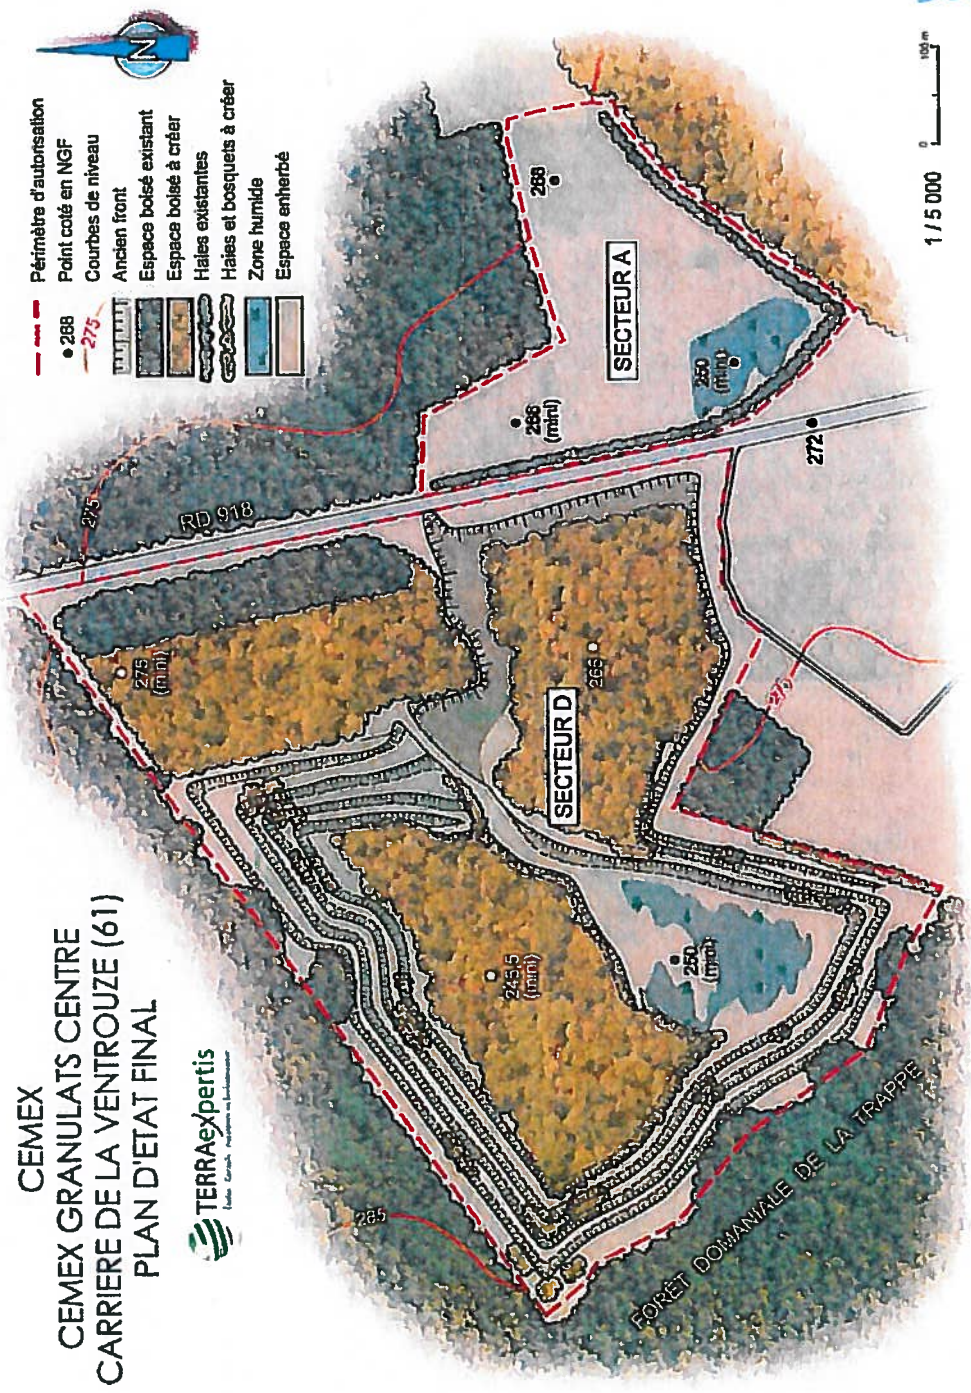 CEMEX
CEMEX GRANULATS CENTRE
CARRIERE DE LA VENTROUZE (61)
PLAN D'ETAT FINAL
TERRAexpertis
N
Périmètre d'autorisation
268 Point coté en NGF
275 Courbes de niveau
Ancien front
Espace boisé existant
Espace boisé à créer
Haies existantes
Haies et bosquets à créer
Zone humide
Espace enherbé
275
RD 918
268
SECTEUR A
266
(mini)
260
(mini)
272
275
(mini)
265
SECTEUR D
275
245.5
(mini)
250
(mini)
285
FORÊT DOMANIALE DE LA TRAPPE
1 / 5 000
0 100 m